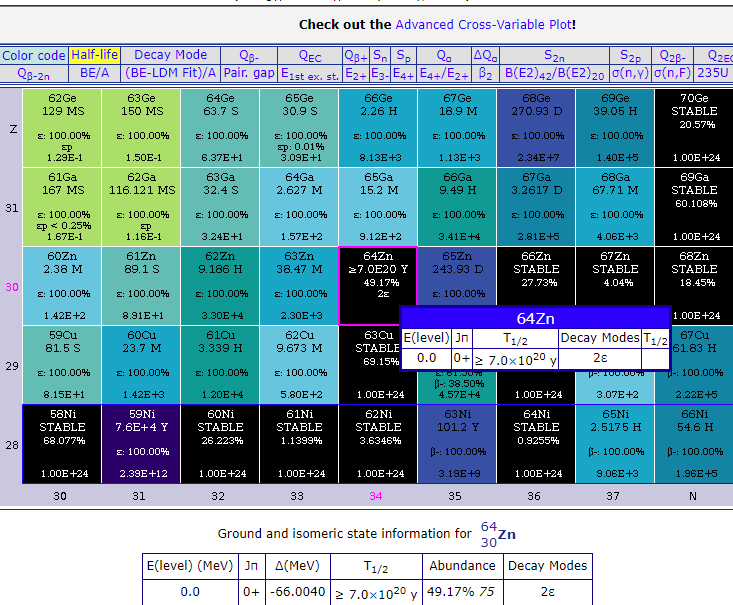 Check out the Advanced Cross-Variable Plot!
Color code Half-life Decay Mode Qβ- QEC Qβ+ Sn Sp Qα ΔQα S2n S2p Q2β- Q2EC
Qβ-2n BE/A (BE-LDM Fit)/A Pair. gap E1st ex. st. E2+ E3- E4+ E4+/E2+ β2 B(E2)42/B(E2)20 σ(n,γ) σ(n,F) 235U
Z
62Ge
129 MS
ε: 100.00%
εp
1.29E-1
63Ge
150 MS
ε: 100.00%
1.50E-1
64Ge
63.7 S
ε: 100.00%
6.37E+1
65Ge
30.9 S
ε: 100.00%
εp: 0.01%
3.09E+1
66Ge
2.26 H
ε: 100.00%
8.13E+3
67Ge
18.9 M
ε: 100.00%
1.13E+3
68Ge
270.93 D
ε: 100.00%
2.34E+7
69Ge
39.05 H
ε: 100.00%
1.40E+5
70Ge
STABLE
20.57%
1.00E+24
31
61Ga
167 MS
ε: 100.00%
εp < 0.25%
1.67E-1
62Ga
116.121 MS
ε: 100.00%
εp
1.16E-1
63Ga
32.4 S
ε: 100.00%
3.24E+1
64Ga
2.627 M
ε: 100.00%
1.57E+2
65Ga
15.2 M
ε: 100.00%
9.12E+2
66Ga
9.49 H
ε: 100.00%
3.41E+4
67Ga
3.2617 D
ε: 100.00%
2.81E+5
68Ga
67.71 M
ε: 100.00%
4.06E+3
69Ga
STABLE
60.108%
1.00E+24
30
60Zn
2.38 M
ε: 100.00%
1.42E+2
61Zn
89.1 S
ε: 100.00%
8.91E+1
62Zn
9.186 H
ε: 100.00%
3.30E+4
63Zn
38.47 M
ε: 100.00%
2.30E+3
64Zn
≥7.0E20 Y
49.17%
2ε
65Zn
243.93 D
ε: 100.00%
66Zn
STABLE
27.73%
67Zn
STABLE
4.04%
68Zn
STABLE
18.45%
1.00E+24
64Zn
E(level) Jπ T1/2 Decay Modes T1/2
0.0 0+ ≥ 7.0×10^20 y 2ε
29
59Cu
81.5 S
ε: 100.00%
8.15E+1
60Cu
23.7 M
ε: 100.00%
1.42E+3
61Cu
3.339 H
ε: 100.00%
1.20E+4
62Cu
9.673 M
ε: 100.00%
5.80E+2
63Cu
STABLE
69.15%
1.00E+24
ε: 61.50%
β-: 38.50%
4.57E+4
1.00E+24
β-: 100.00%
3.07E+2
67Cu
61.83 H
β-: 100.00%
2.22E+5
28
58Ni
STABLE
68.077%
1.00E+24
59Ni
7.6E+4 Y
ε: 100.00%
2.39E+12
60Ni
STABLE
26.223%
1.00E+24
61Ni
STABLE
1.1399%
1.00E+24
62Ni
STABLE
3.6346%
1.00E+24
63Ni
101.2 Y
β-: 100.00%
3.19E+9
64Ni
STABLE
0.9255%
1.00E+24
65Ni
2.5175 H
β-: 100.00%
9.06E+3
66Ni
54.6 H
β-: 100.00%
1.96E+5
30 31 32 33 34 35 36 37 N
Ground and isomeric state information for 64 30 Zn
E(level) (MeV) Jπ Δ(MeV) T1/2 Abundance Decay Modes
0.0 0+ -66.0040 ≥ 7.0×10^20 y 49.17% 75 2ε